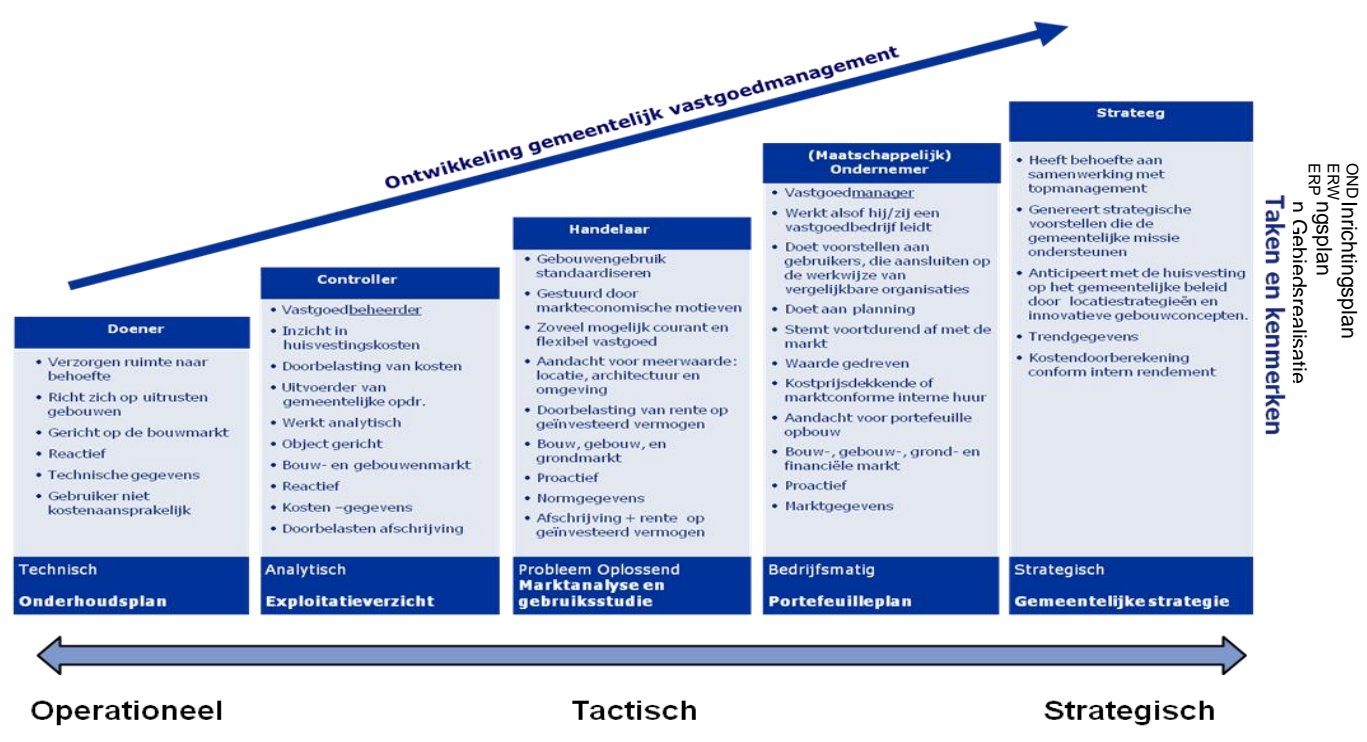 Ontwikkeling gemeentelijk vastgoedmanagement
Doener
• Verzorgen ruimte naar
behoefte
• Richt zich op uitrusten
gebouwen
• Gericht op de bouwmarkt
• Reactief
• Technische gegevens
• Gebruiker niet
kostenaansprakelijk
Technisch
Onderhoudsplan
Controller
• Vastgoedbeheerder
• Inzicht in
huisvestingskosten
• Doorbelasting van kosten
• Uitvoerder van
gemeentelijke opdr.
• Werkt analytisch
• Object gericht
• Bouw- en gebouwenmarkt
• Reactief
• Kosten –gegevens
• Doorbelasten afschrijving
Analytisch
Exploitatieverzicht
Handelaar
• Gebouwengebruik
standaardiseren
• Gestuurd door
markteconomische motieven
• Zoveel mogelijk courant en
flexibel vastgoed
• Aandacht voor meerwaarde:
locatie, architectuur en
omgeving
• Doorbelasting van rente op
geïnvesteerd vermogen
• Bouw, gebouw, en
grondmarkt
• Proactief
• Normgegevens
• Afschrijving + rente op
geïnvesteerd vermogen
Probleem Oplossend
Marktanalyse en
gebruiksstudie
(Maatschappelijk)
Ondernemer
• Vastgoedmanager
• Werkt alsof hij/zij een
vastgoedbedrijf leidt
• Doet voorstellen aan
gebruikers, die aansluiten op
de werkwijze van
vergelijkbare organisaties
• Doet aan planning
• Stemt voortdurend af met de
markt
• Waarde gedreven
• Kostprijsdekkende of
marktconforme interne huur
• Aandacht voor portefeuille
opbouw
• Bouw-, gebouw-, grond- en
financiële markt
• Proactief
• Marktgegevens
Bedrijfsmatig
Portefeuilleplan
Strateeg
• Heeft behoefte aan
samenwerking met
topmanagement
• Genereert strategische
voorstellen die de
gemeentelijke missie
ondersteunen
• Anticipeert met de huisvesting
op het gemeentelijke beleid
door locatiestrategieën en
innovatieve gebouwconcepten.
• Trendgegevens
• Kostendoorberekening
conform intern rendement
Strategisch
Gemeentelijke strategie
Taken en kenmerken
OND Inrichtingsplan
ERW
ERP ngsplan
n Gebiedsrealisatie
Operationeel
Tactisch
Strategisch